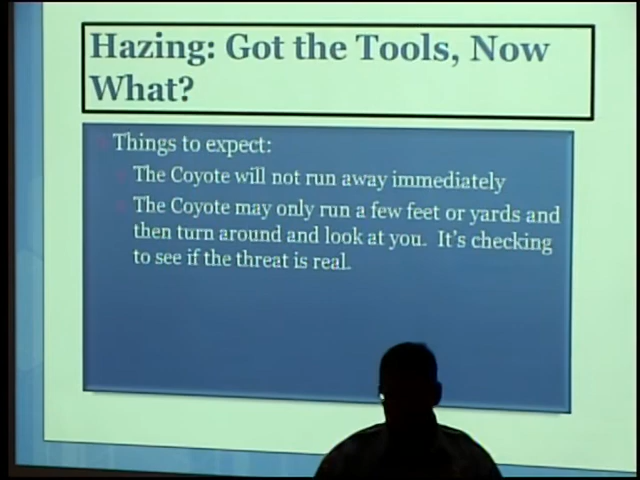 Hazing: Got the Tools, Now
What?
Things to expect:
The Coyote will not run away immediately
The Coyote may only run a few feet or yards and
then turn around and look at you. It's checking
to see if the threat is real.